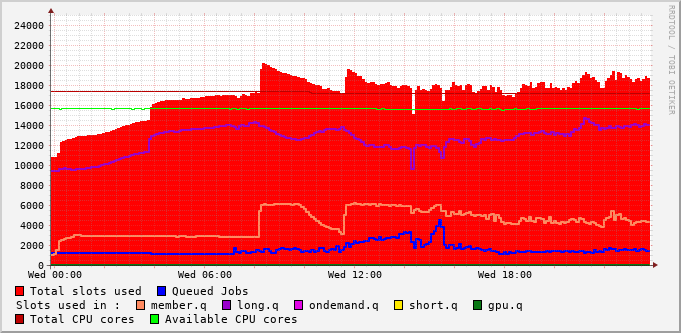 24000
22000
20000
18000
16000
14000
12000
10000
8000
6000
4000
2000
0
Wed 00:00 Wed 06:00 Wed 12:00 Wed 18:00
Total slots used Queued Jobs
Slots used in : member.q long.q ondemand.q short.q gpu.q
Total CPU cores Available CPU cores
RRDTOOL / TOBI OETIKER